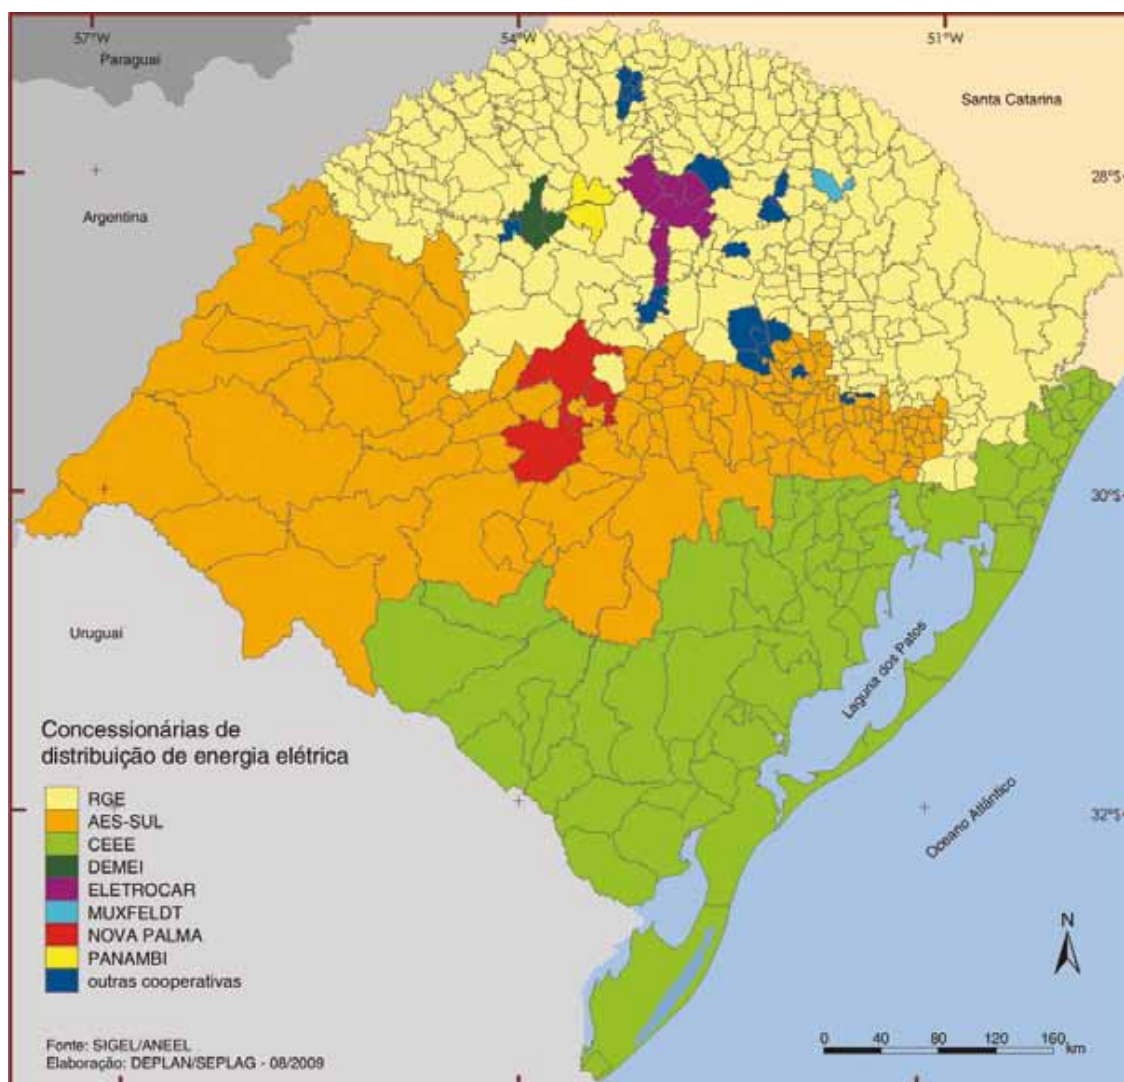 57°W
54°W
51°W
Paraguai
Santa Catarina
28°S
Argentina
30°S
Uruguai
Laguna dos Patos
Oceano Atlântico
32°S
Concessionárias de
distribuição de energia elétrica
RGE
AES-SUL
CEEE
DEMEI
ELETROCAR
MUXFELDT
NOVA PALMA
PANAMBI
outras cooperativas
N
Fonte: SIGEL/ANEEL
Elaboração: DEPLAN/SEPLAG - 08/2009
0 40 80 120 160
km